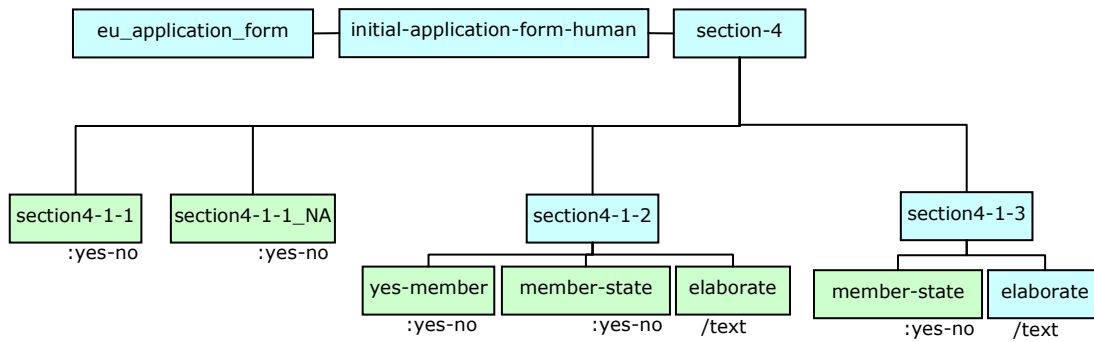 eu_application_form
initial-application-form-human
section-4
section4-1-1
:yes-no
section4-1-1_NA
:yes-no
section4-1-2
section4-1-3
yes-member
:yes-no
member-state
:yes-no
elaborate
/text
member-state
:yes-no
elaborate
/text